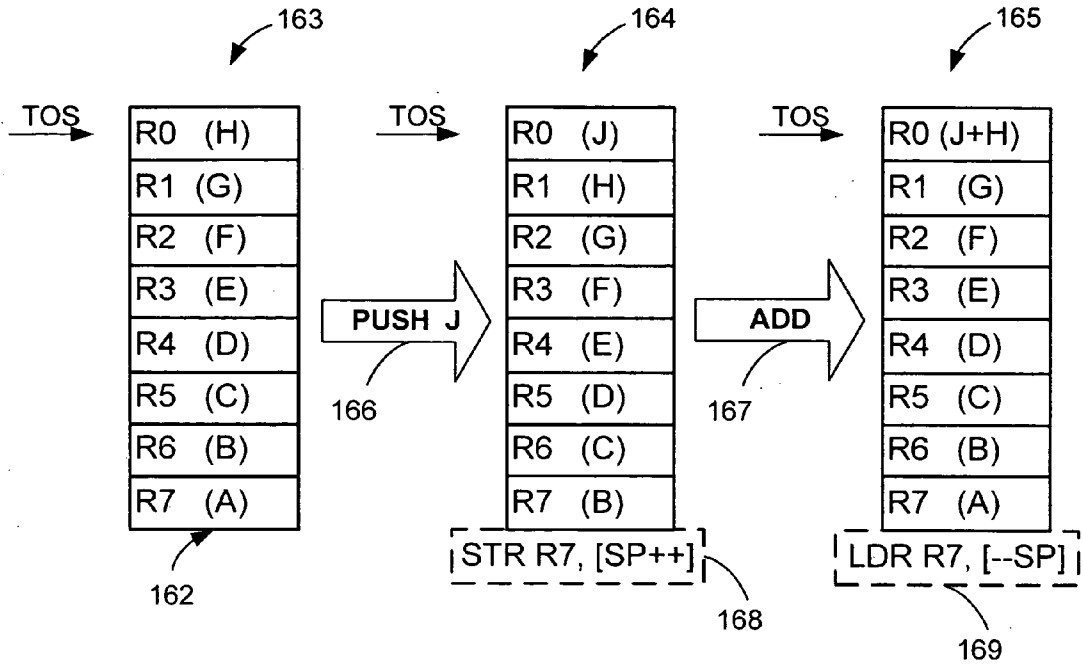 163
164
165
TOS
TOS
TOS
R0 (H)
R1 (G)
R2 (F)
R3 (E)
R4 (D)
R5 (C)
R6 (B)
R7 (A)
162
PUSH J
166
R0 (J)
R1 (H)
R2 (G)
R3 (F)
R4 (E)
R5 (D)
R6 (C)
R7 (B)
STR R7, [SP++]
168
ADD
167
R0 (J+H)
R1 (G)
R2 (F)
R3 (E)
R4 (D)
R5 (C)
R6 (B)
R7 (A)
LDR R7, [--SP]
169